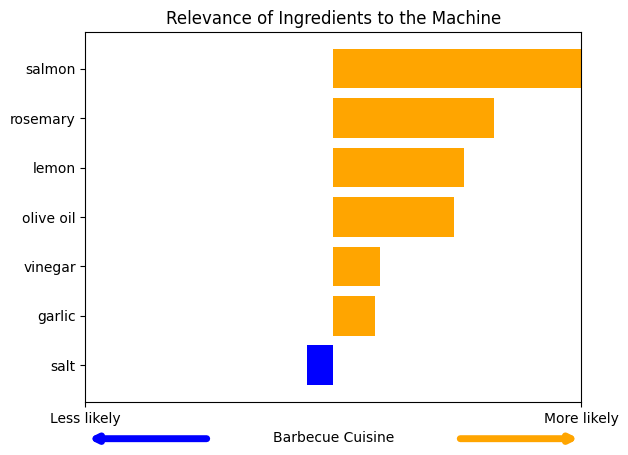 Relevance of Ingredients to the Machine
salmon
rosemary
lemon
olive oil
vinegar
garlic
salt
Less likely
More likely
Barbecue Cuisine